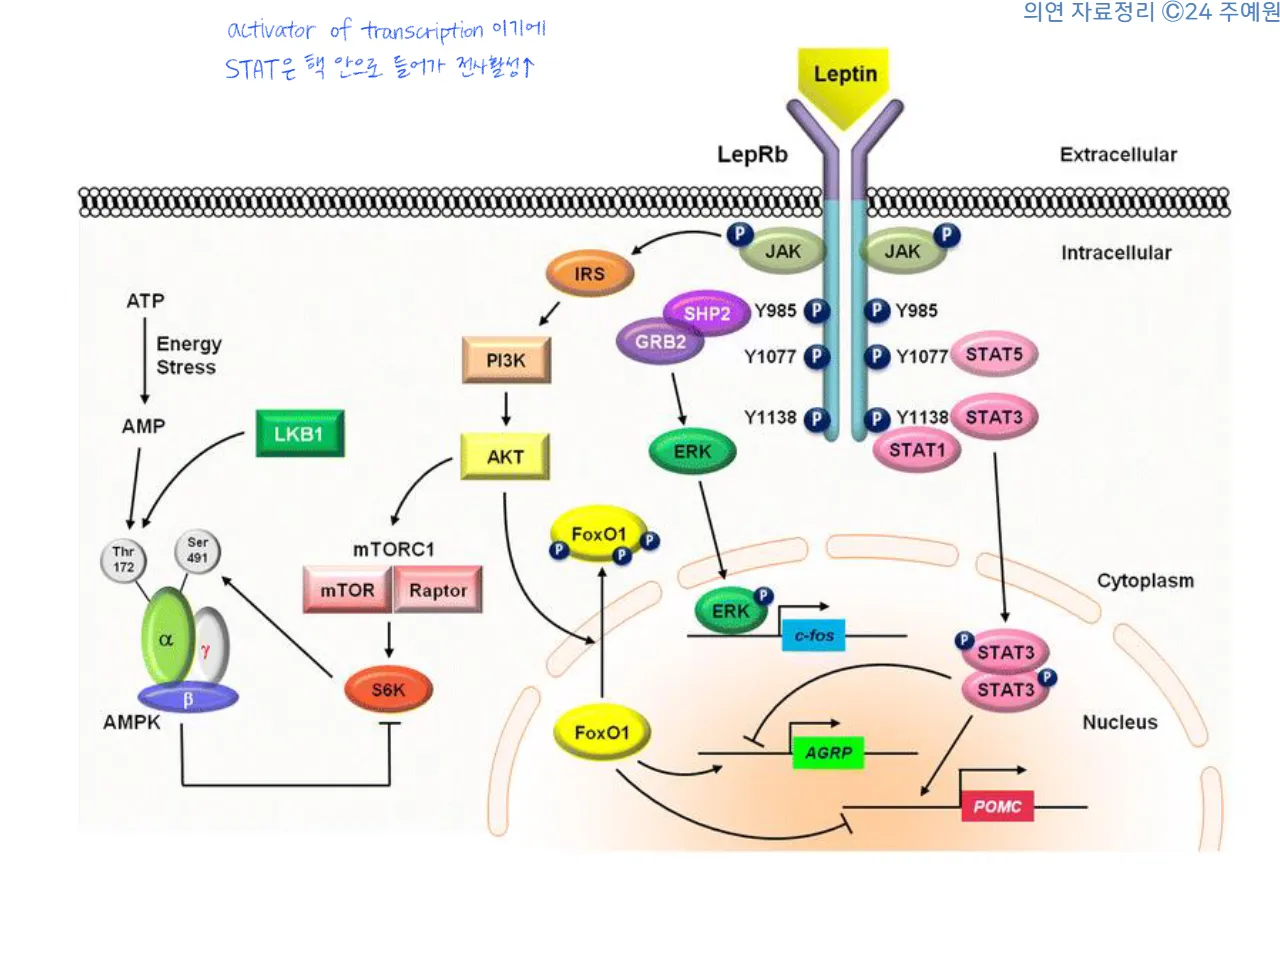 의연 자료정리 Ⓒ24 주예원
activator of transcription 이기에
STAT은 핵 안으로 들어가 전사활성↑
Leptin
LepRb
Extracellular
P
JAK
JAK
P
Intracellular
IRS
ATP
SHP2
Y985
P
P
Y985
GRB2
Energy
Stress
PI3K
Y1077
P
P
Y1077
STAT5
AMP
LKB1
Y1138
P
P
Y1138
STAT3
AKT
ERK
STAT1
Thr
172
Ser
491
mTORC1
FoxO1
P
P
P
mTOR
Raptor
Cytoplasm
ERK
P
c-fos
α
γ
β
AMPK
S6K
P
STAT3
STAT3
P
FoxO1
Nucleus
AGRP
POMC